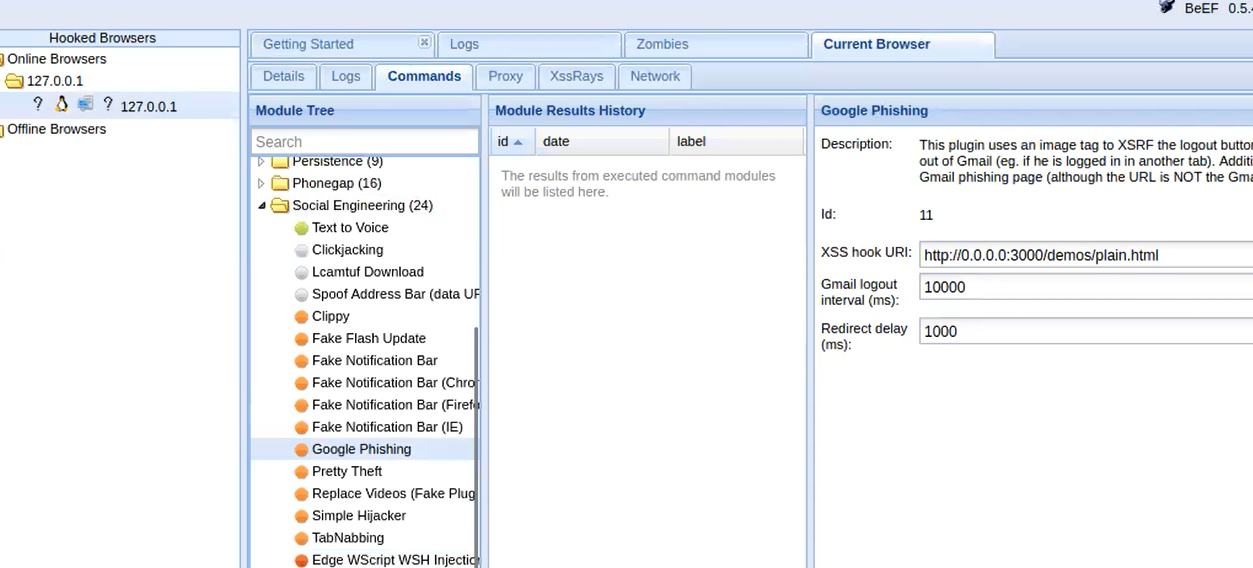 BeEF 0.5.4
Hooked Browsers
Online Browsers
127.0.0.1
? ? 127.0.0.1
Offline Browsers
Getting Started
Logs
Zombies
Current Browser
Details
Logs
Commands
Proxy
XssRays
Network
Module Tree
Search
Persistence (9)
Phonegap (16)
Social Engineering (24)
Text to Voice
Clickjacking
Lcamtuf Download
Spoof Address Bar (data
Clippy
Fake Flash Update
Fake Notification Bar
Fake Notification Bar
Fake Notification Bar
Fake Notification Bar (IE)
Google Phishing
Pretty Theft
Replace Videos (Fake
Simple Hijacker
TabNabbing
Edge WScript WSH
Module Results History
id
date
label
The results from executed command modules
will be listed here.
Google Phishing
Description:
This plugin uses an image tag to XSRF the logout
out of Gmail (eg. if he is logged in in another tab).
Gmail phishing page (although the URL is NOT the
Id:
11
XSS hook URI:
http://0.0.0.0:3000/demos/plain.html
Gmail logout
interval (ms):
10000
Redirect delay
(ms):
1000